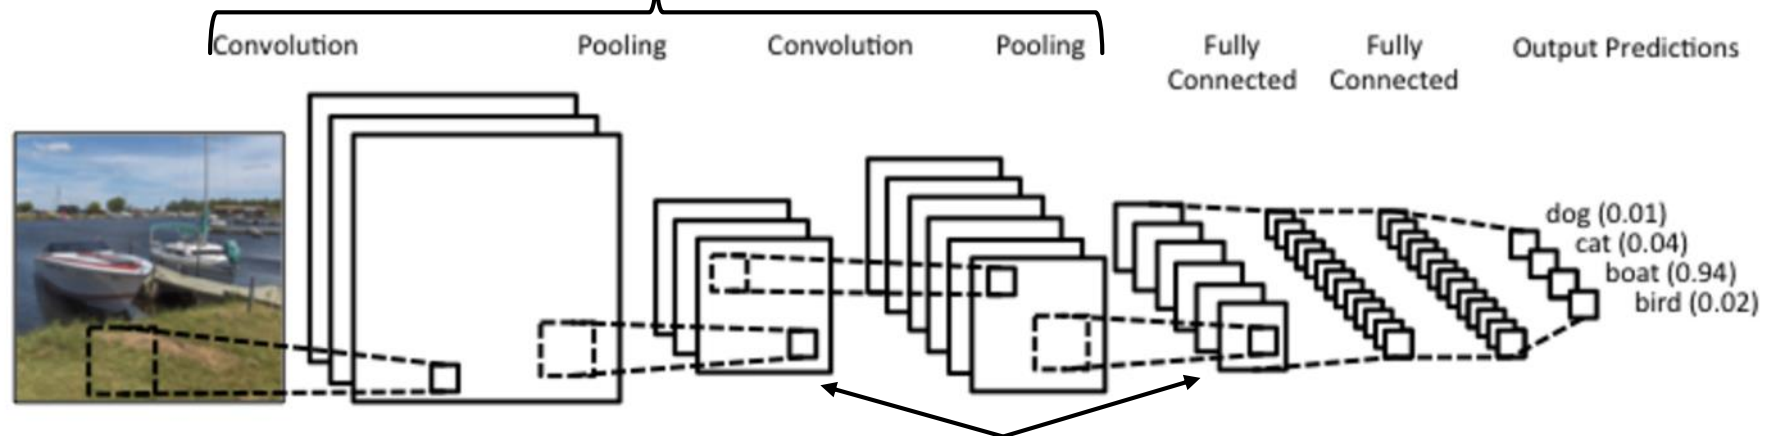 Convolution
Pooling
Convolution
Pooling
Fully
Connected
Fully
Connected
Output Predictions
dog (0.01)
cat (0.04)
boat (0.94)
bird (0.02)